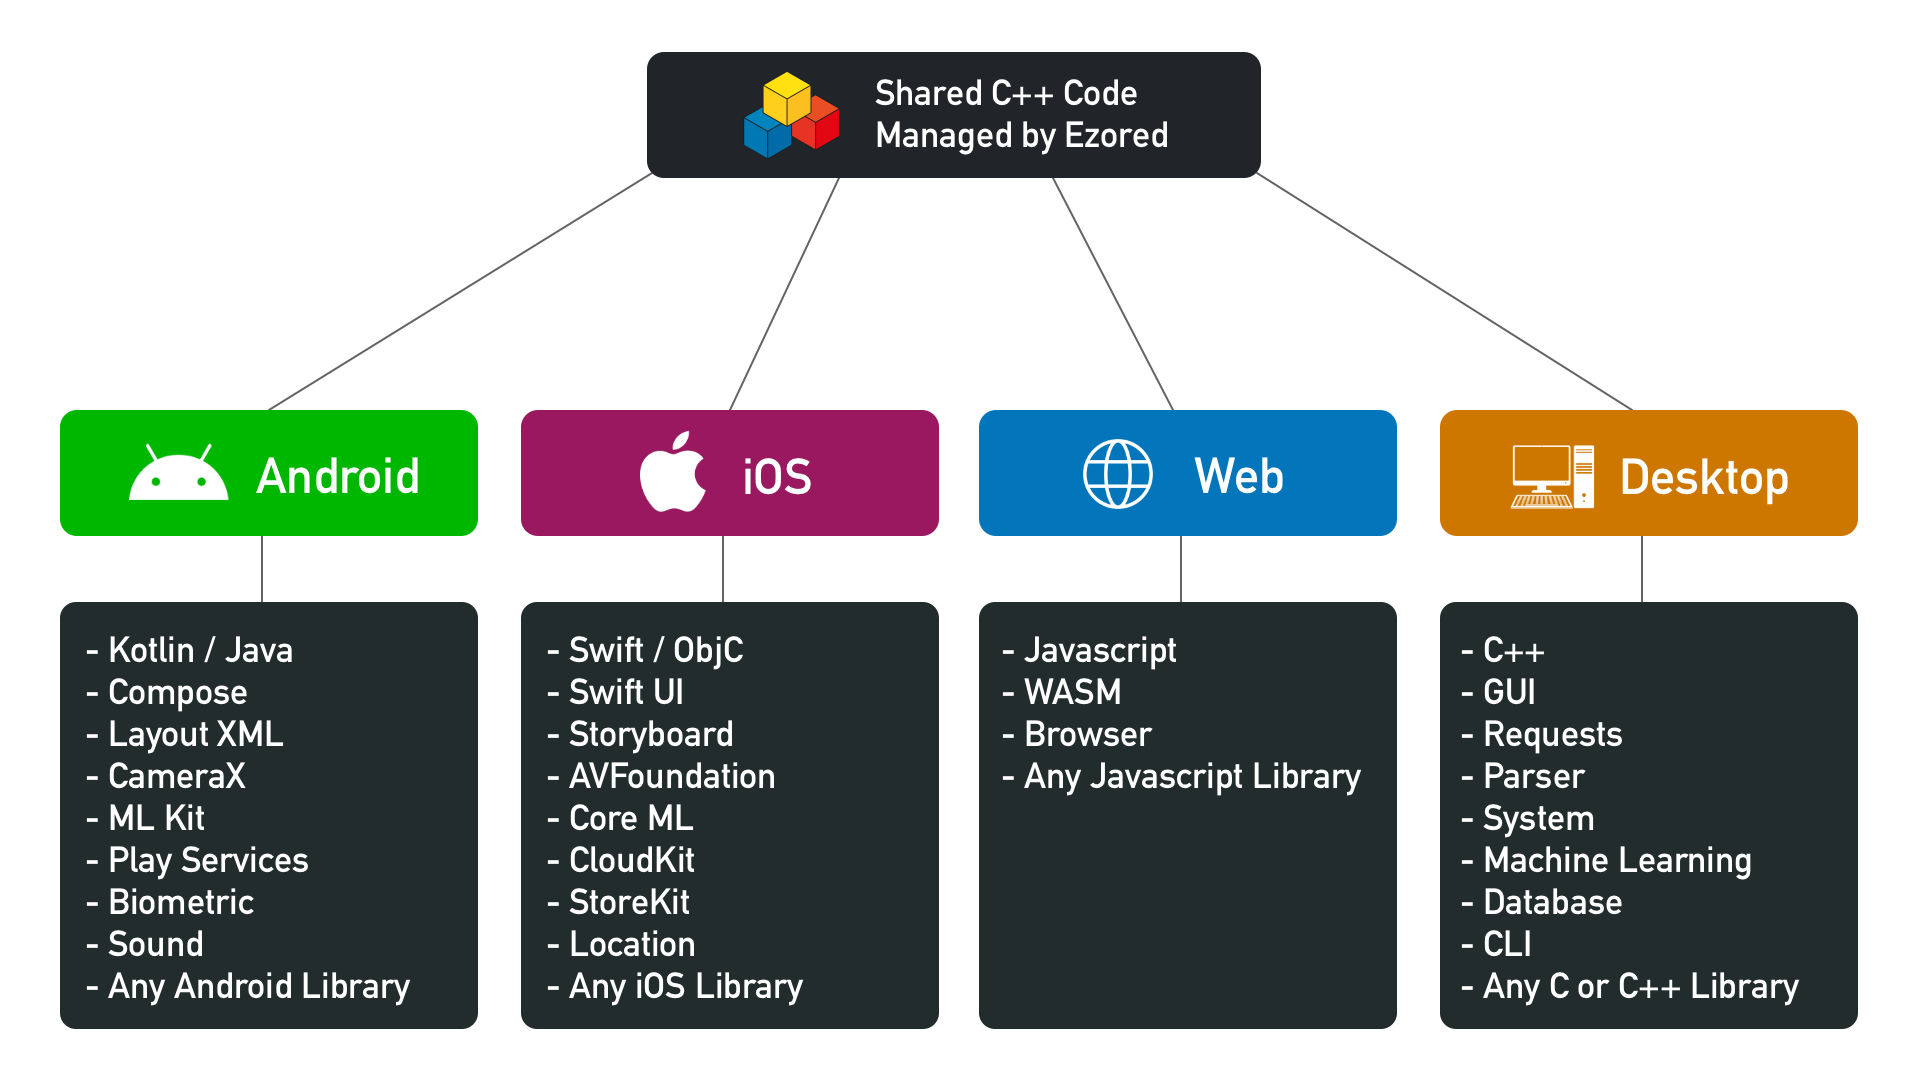 Shared C++ Code
Managed by Ezored
Android
iOS
Web
Desktop
- Kotlin / Java
- Compose
- Layout XML
- CameraX
- ML Kit
- Play Services
- Biometric
- Sound
- Any Android Library
- Swift / ObjC
- Swift UI
- Storyboard
- AVFoundation
- Core ML
- CloudKit
- StoreKit
- Location
- Any iOS Library
- Javascript
- WASM
- Browser
- Any Javascript Library
- C++
- GUI
- Requests
- Parser
- System
- Machine Learning
- Database
- CLI
- Any C or C++ Library